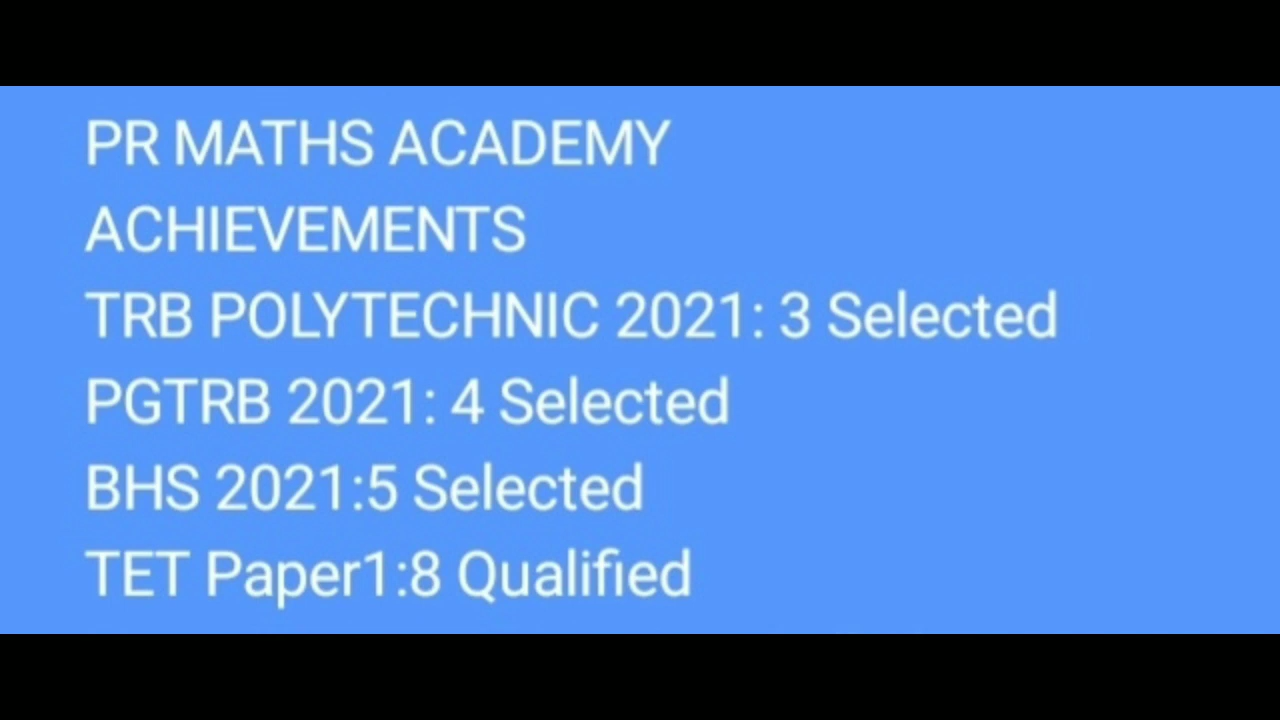 PR MATHS ACADEMY
ACHIEVEMENTS
TRB POLYTECHNIC 2021: 3 Selected
PGTRB 2021: 4 Selected
BHS 2021:5 Selected
TET Paper1:8 Qualified